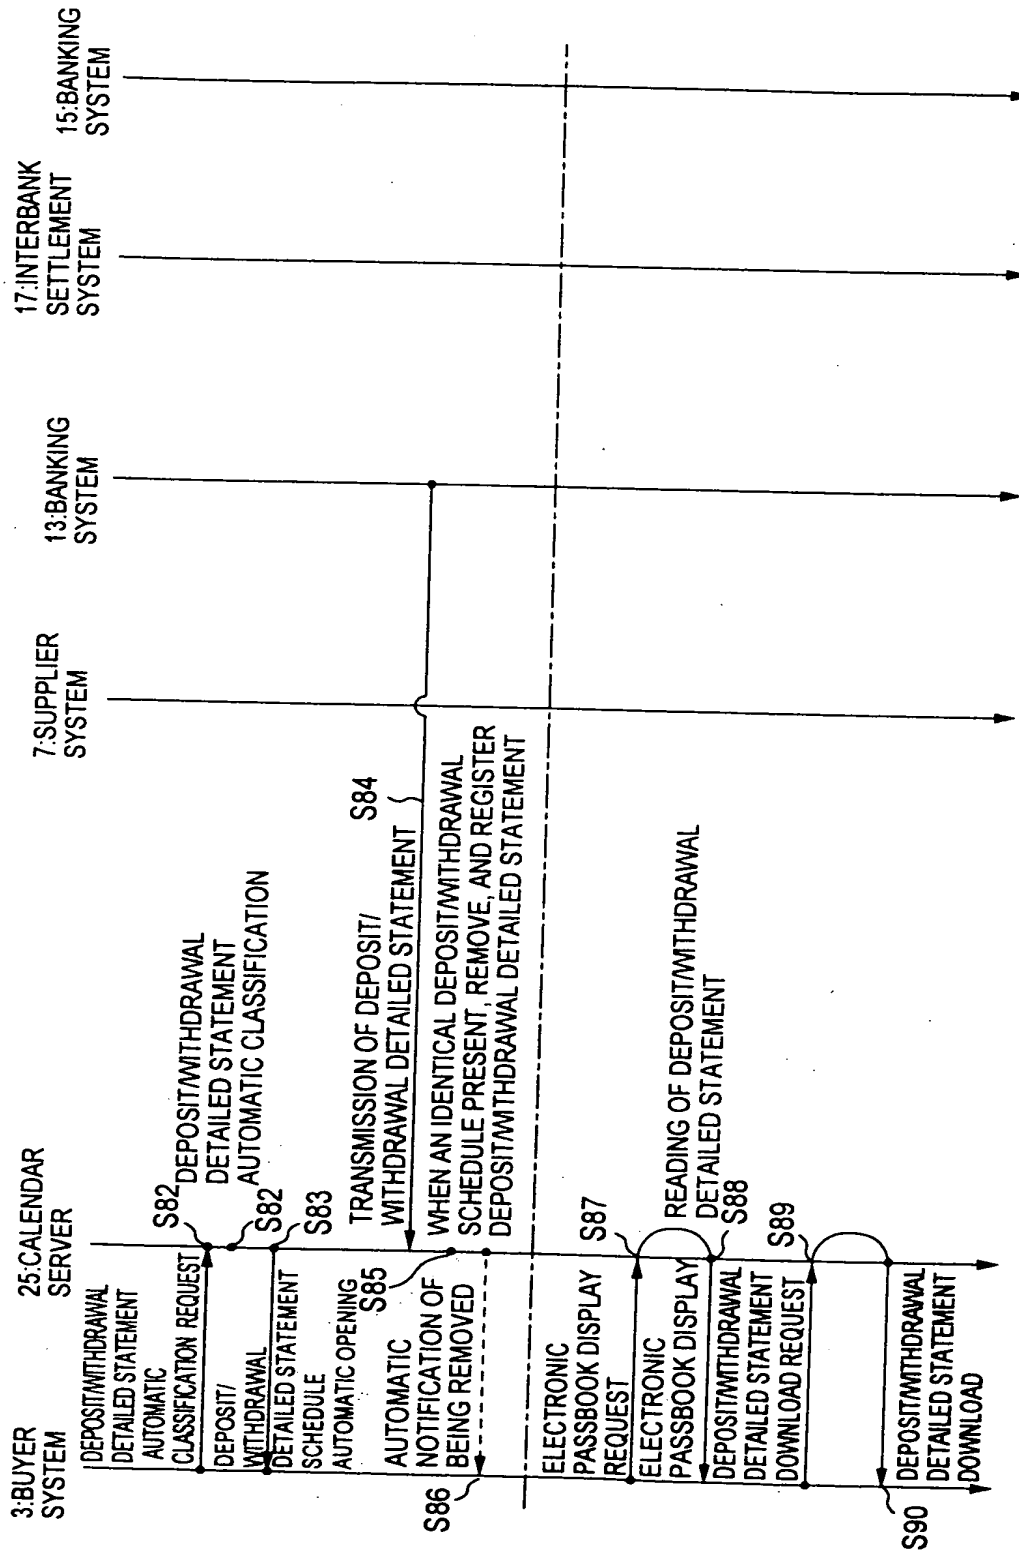 3:BUYER
SYSTEM
25:CALENDAR
SERVER
7:SUPPLIER
SYSTEM
13:BANKING
SYSTEM
17:INTERBANK
SETTLEMENT
SYSTEM
15:BANKING
SYSTEM
DEPOSIT/WITHDRAWAL
DETAILED STATEMENT
AUTOMATIC
CLASSIFICATION REQUEST
S82
DEPOSIT/WITHDRAWAL
DETAILED STATEMENT
AUTOMATIC CLASSIFICATION
S82
DEPOSIT/
WITHDRAWAL
DETAILED STATEMENT
SCHEDULE
AUTOMATIC OPENING
S83
TRANSMISSION OF DEPOSIT/
WITHDRAWAL DETAILED STATEMENT
S84
S85
WHEN AN IDENTICAL DEPOSIT/WITHDRAWAL
SCHEDULE PRESENT, REMOVE, AND REGISTER
DEPOSIT/WITHDRAWAL DETAILED STATEMENT
AUTOMATIC
NOTIFICATION OF
BEING REMOVED
S86
ELECTRONIC
PASSBOOK DISPLAY
REQUEST
S87
READING OF DEPOSIT/WITHDRAWAL
DETAILED STATEMENT
ELECTRONIC
PASSBOOK DISPLAY
S88
DEPOSIT/WITHDRAWAL
DETAILED STATEMENT
DOWNLOAD REQUEST
S89
DEPOSIT/WITHDRAWAL
DETAILED STATEMENT
DOWNLOAD
S90